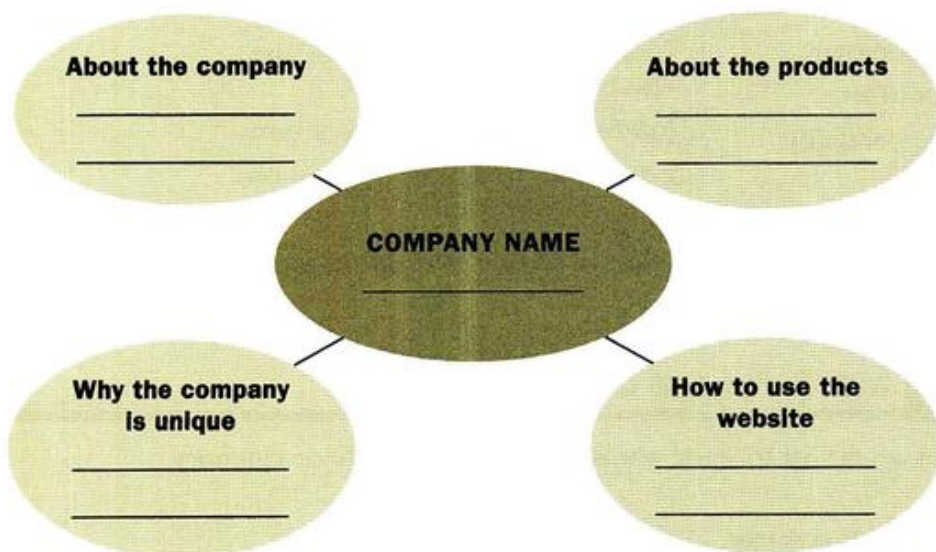 About the company
About the products
COMPANY NAME
Why the company
is unique
How to use the
website